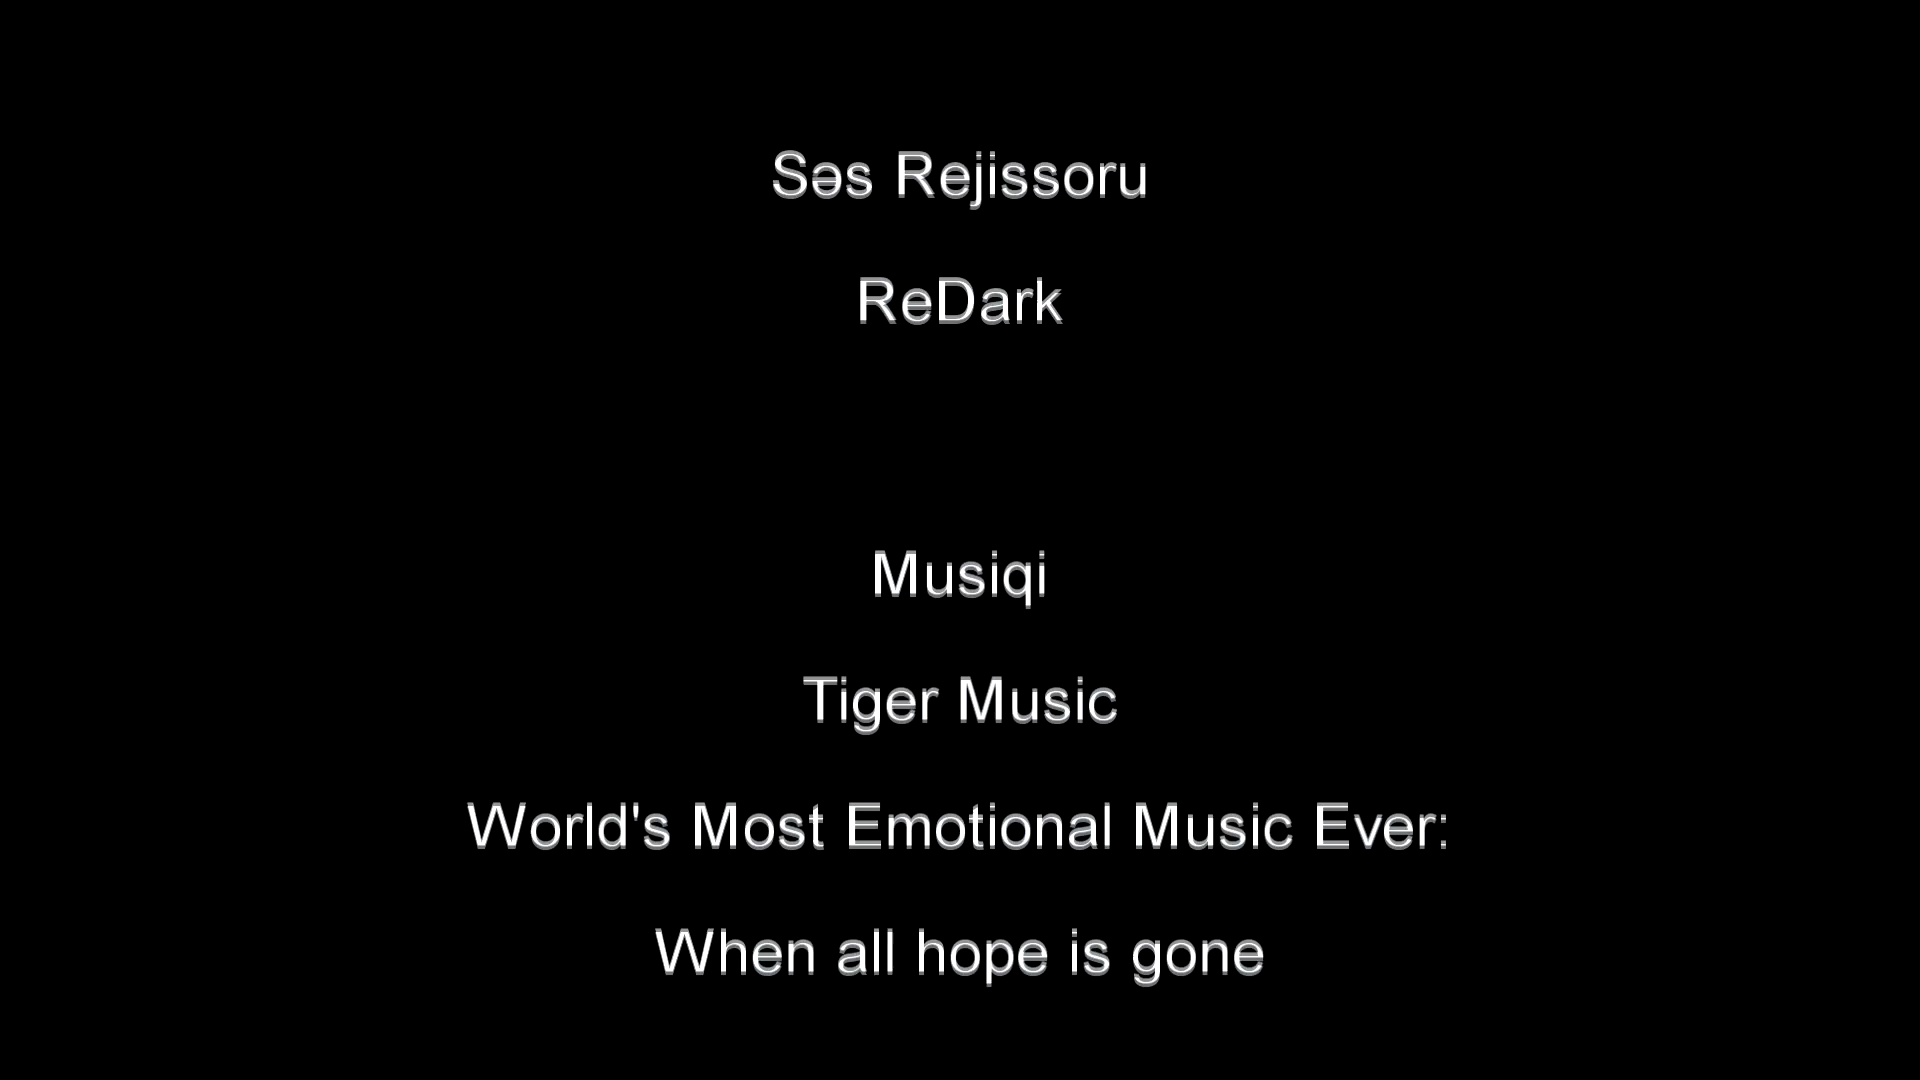 Səs Rejissoru
ReDark
Musiqi
Tiger Music
World's Most Emotional Music Ever:
When all hope is gone